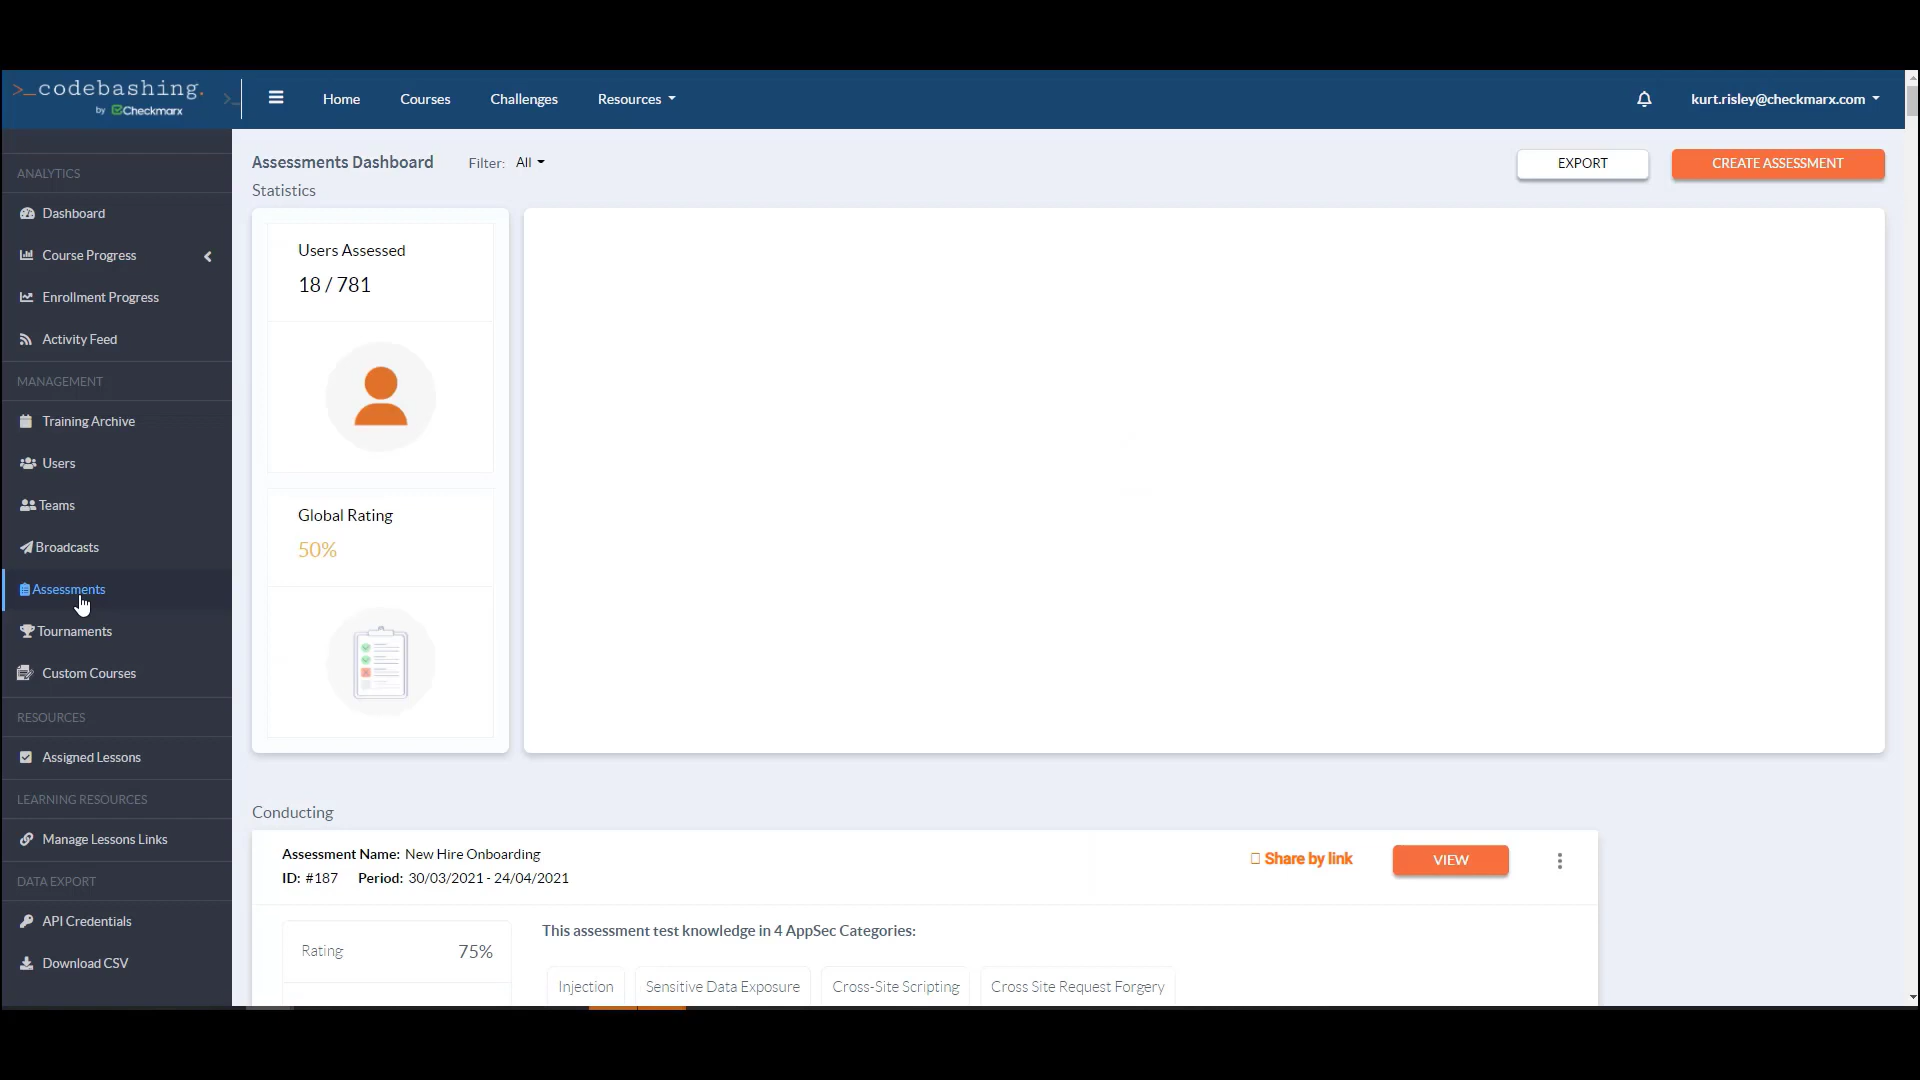 >_codebashing.
by Checkmarx
>_
Home
Courses
Challenges
Resources
kurt.risley@checkmarx.com
ANALYTICS
Dashboard
Course Progress
Enrollment Progress
Activity Feed
MANAGEMENT
Training Archive
Users
Teams
Broadcasts
Assessments
Tournaments
Custom Courses
RESOURCES
Assigned Lessons
LEARNING RESOURCES
Manage Lessons Links
DATA EXPORT
API Credentials
Download CSV
Assessments Dashboard
Filter: All
EXPORT
CREATE ASSESSMENT
Statistics
Users Assessed
18 / 781
Global Rating
50%
Conducting
Assessment Name: New Hire Onboarding
ID: #187 Period: 30/03/2021 - 24/04/2021
Share by link
VIEW
Rating 75%
This assessment test knowledge in 4 AppSec Categories:
Injection
Sensitive Data Exposure
Cross-Site Scripting
Cross Site Request Forgery